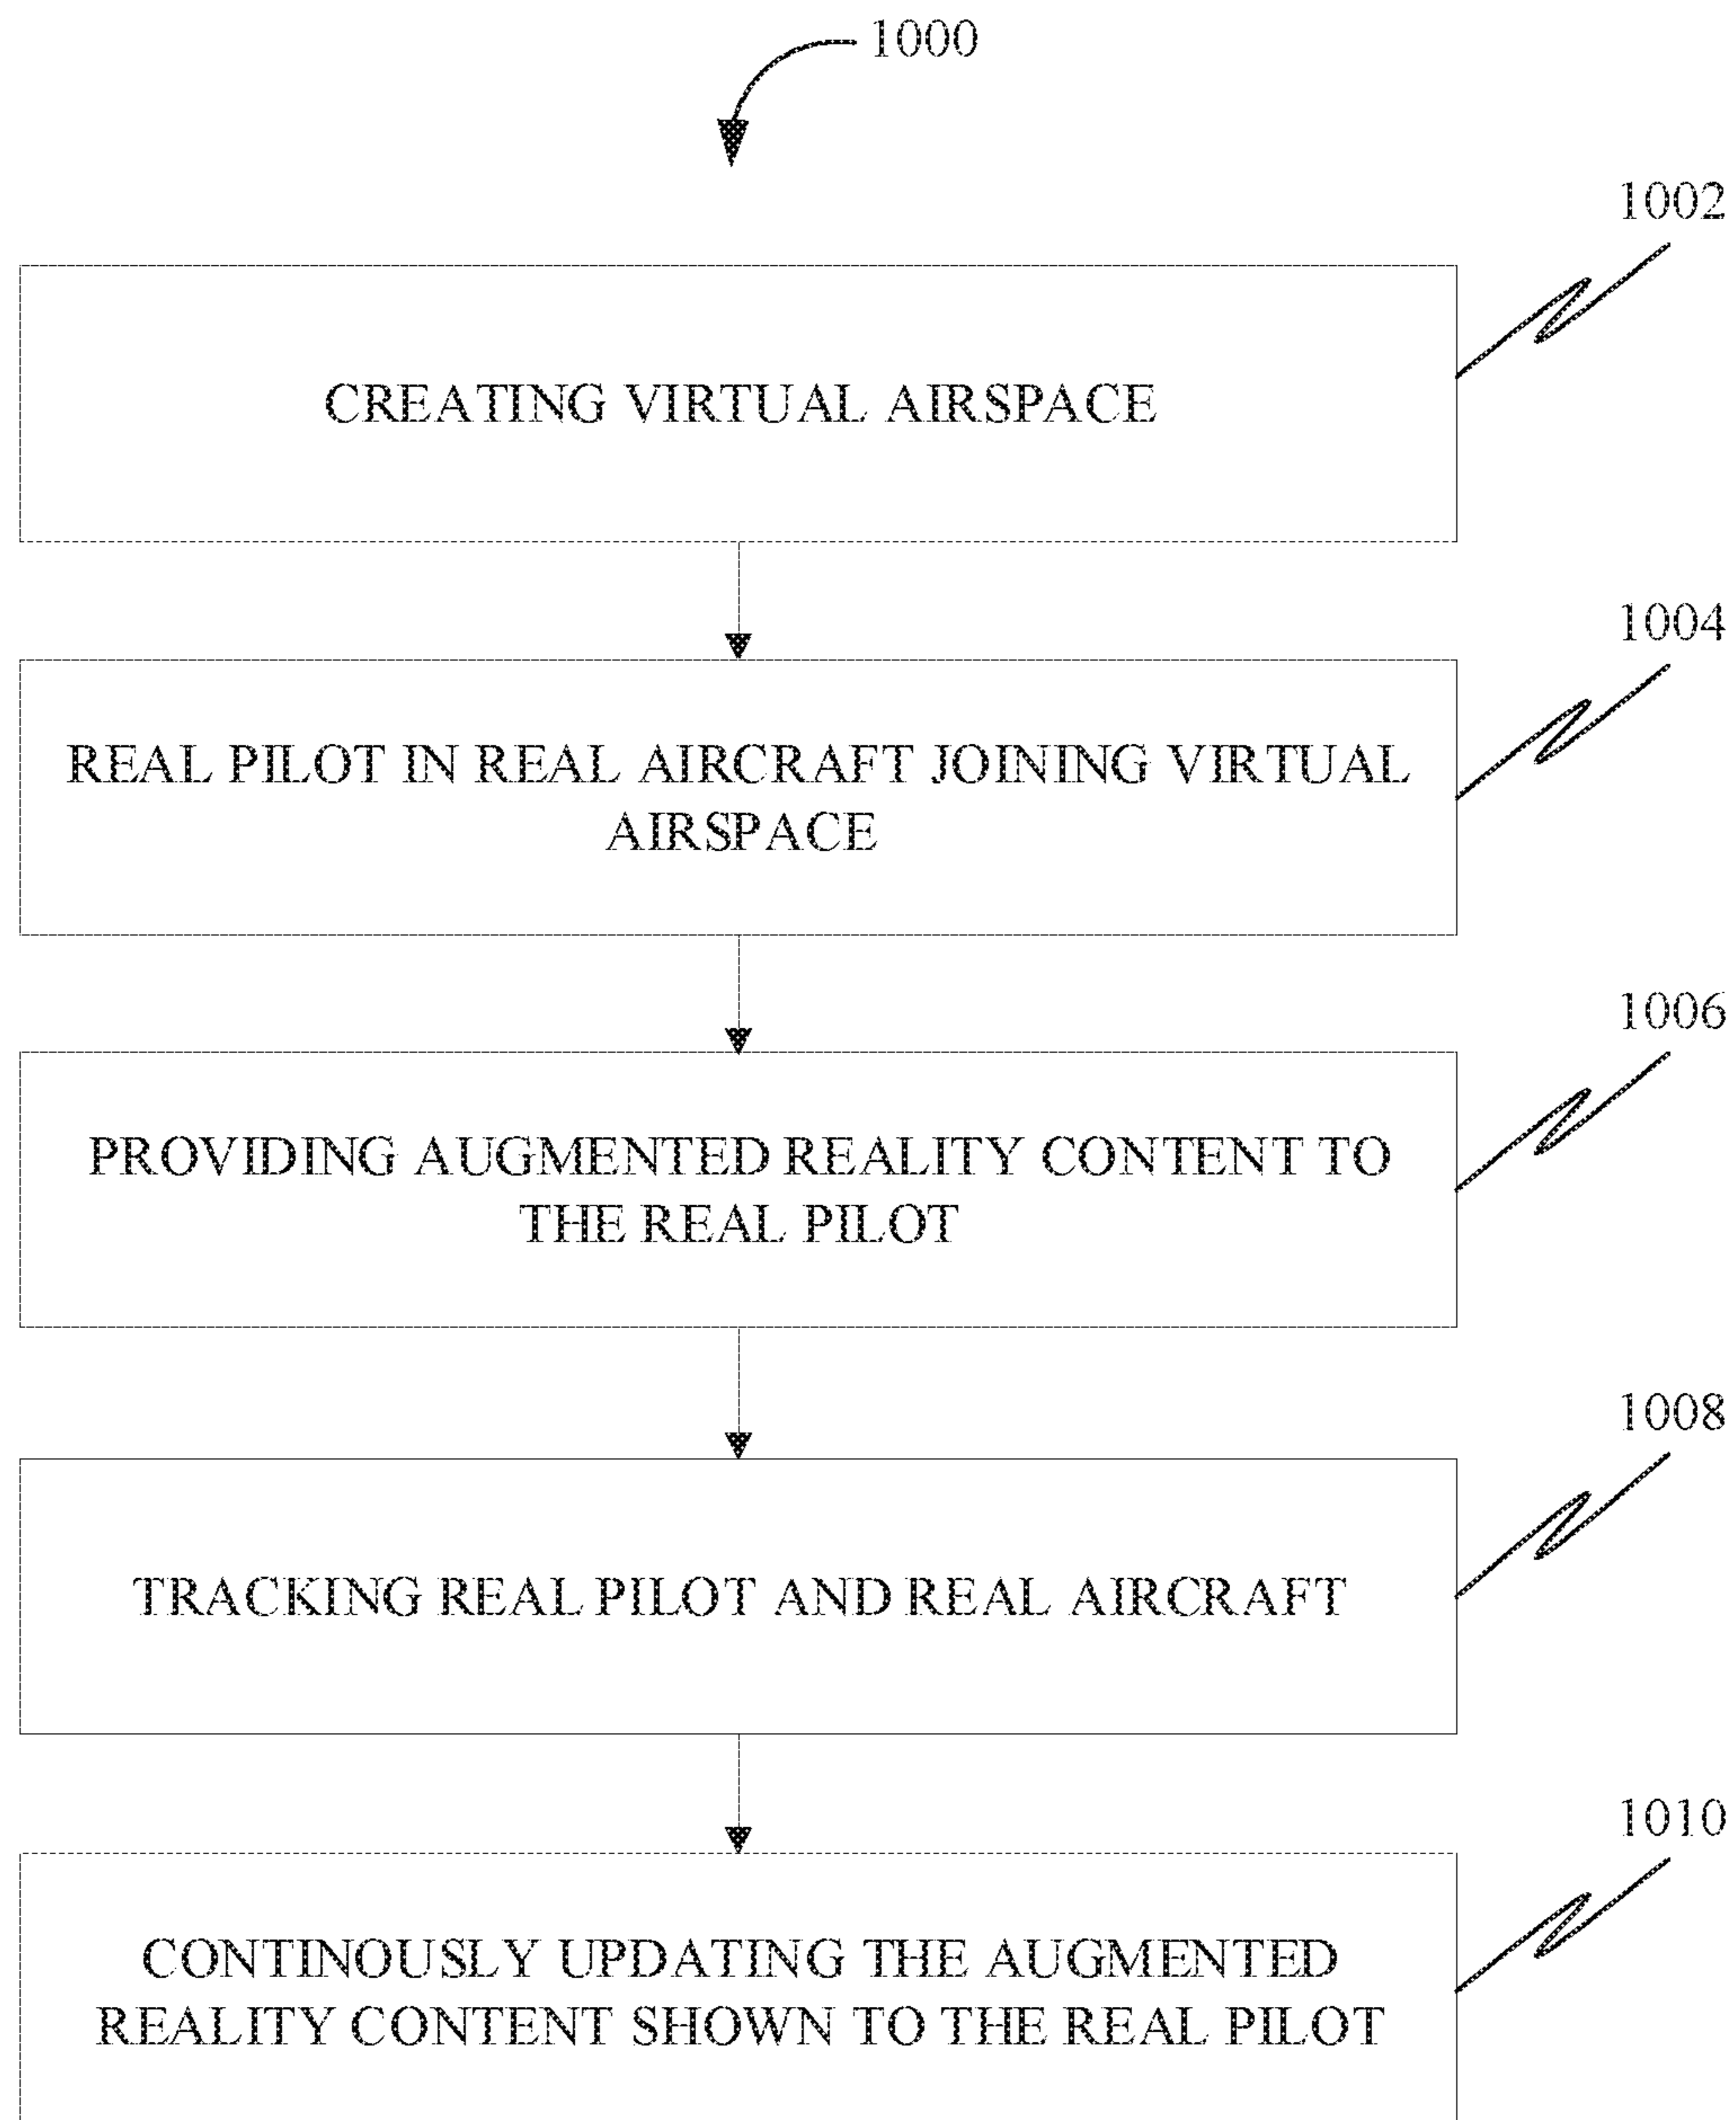 1000
1002
CREATING VIRTUAL AIRSPACE
1004
REAL PILOT IN REAL AIRCRAFT JOINING VIRTUAL
AIRSPACE
1006
PROVIDING AUGMENTED REALITY CONTENT TO
THE REAL PILOT
1008
TRACKING REAL PILOT AND REAL AIRCRAFT
1010
CONTINOUSLY UPDATING THE AUGMENTED
REALITY CONTENT SHOWN TO THE REAL PILOT